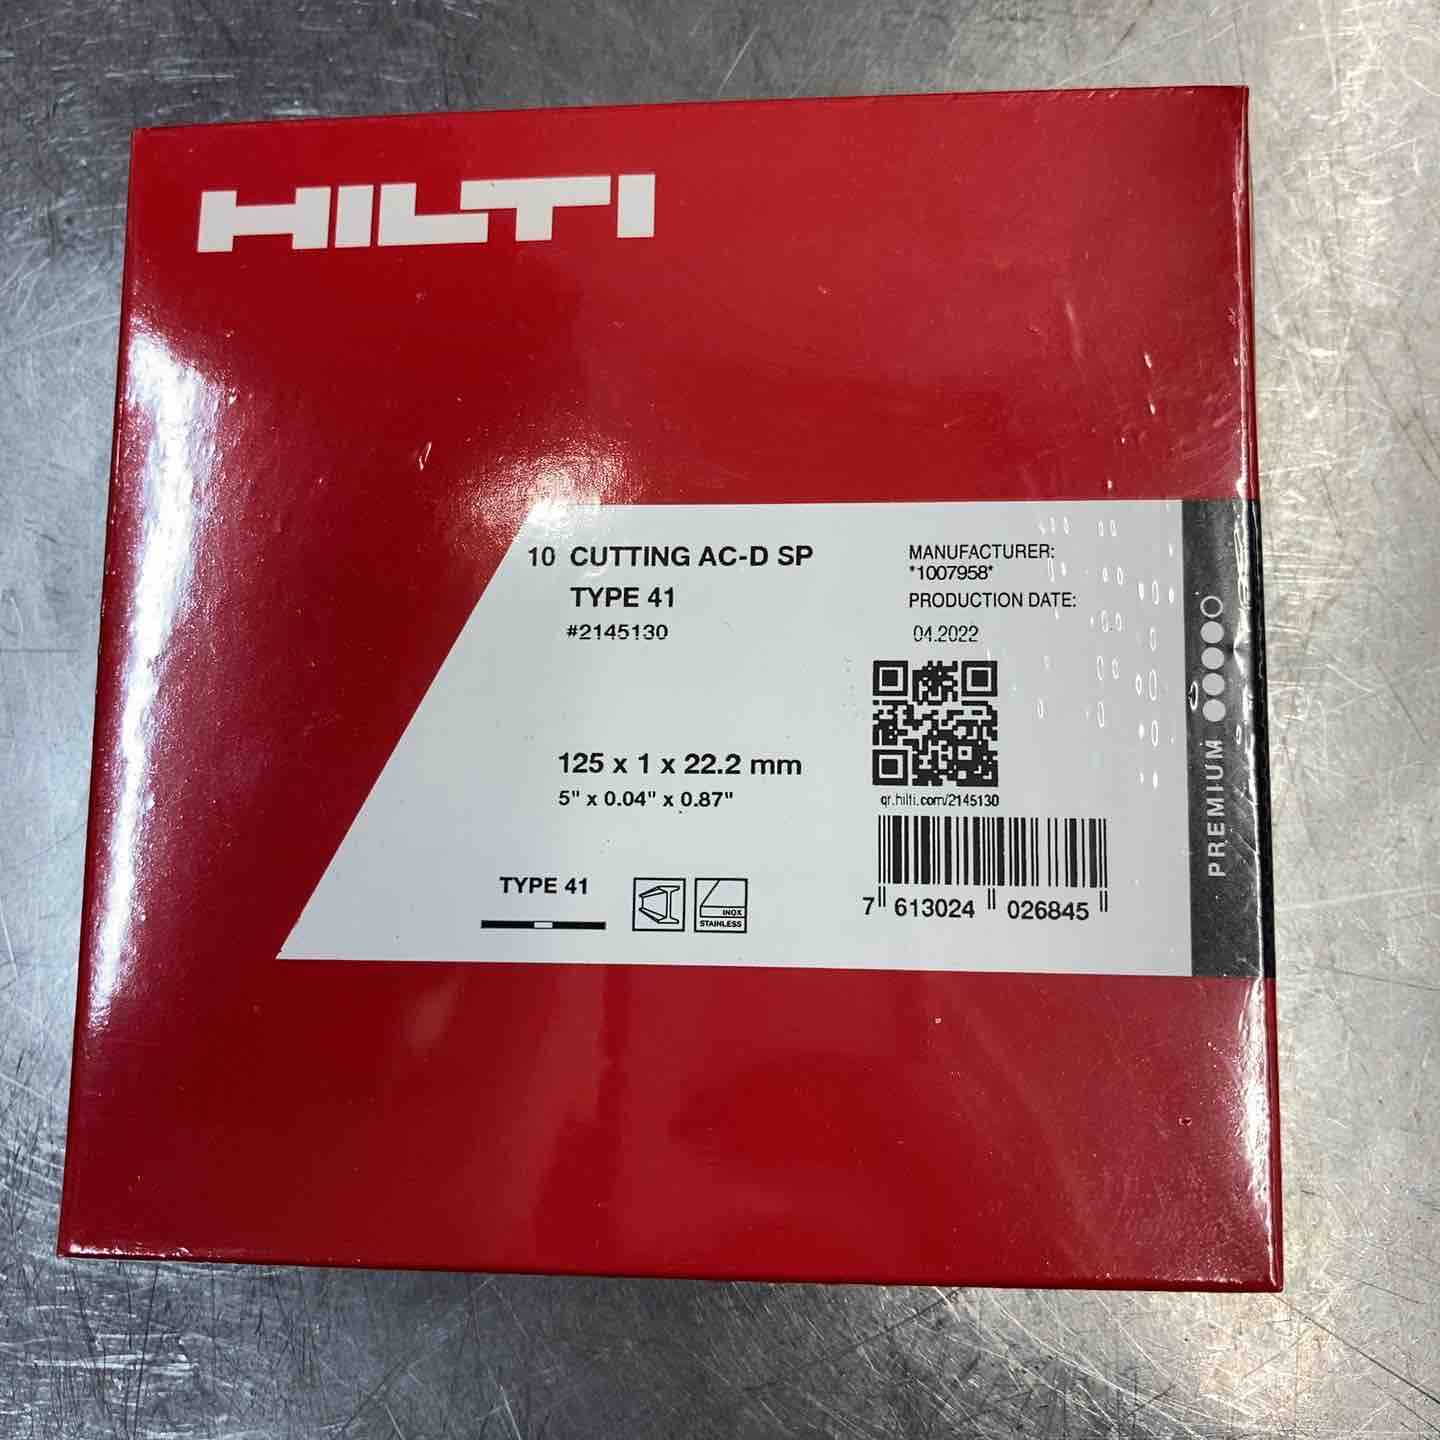 HILTI
10 CUTTING AC-D SP
TYPE 41
#2145130
125 x 1 x 22.2 mm
5" x 0.04" x 0.87"
TYPE 41
INOX
STAINLESS
MANUFACTURER:
*1007958*
PRODUCTION DATE:
04.2022
qr.hilti.com/2145130
7 613024 026845
PREMIUM